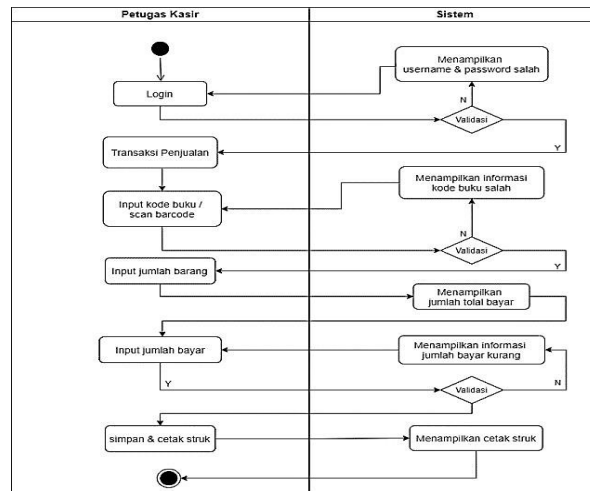 Petugas Kasir
Sistem
Menampilkan
username & password salah
Login
N
Validasi
Y
Transaksi Penjualan
Menampilkan informasi
kode buku salah
Input kode buku /
scan barcode
N
Validasi
Y
Input jumlah barang
Menampilkan
jumlah tolal bayar
Input jumlah bayar
Menampilkan informasi
jumlah bayar kurang
Y
Validasi
N
simpan & cetak struk
Menampilkan cetak struk